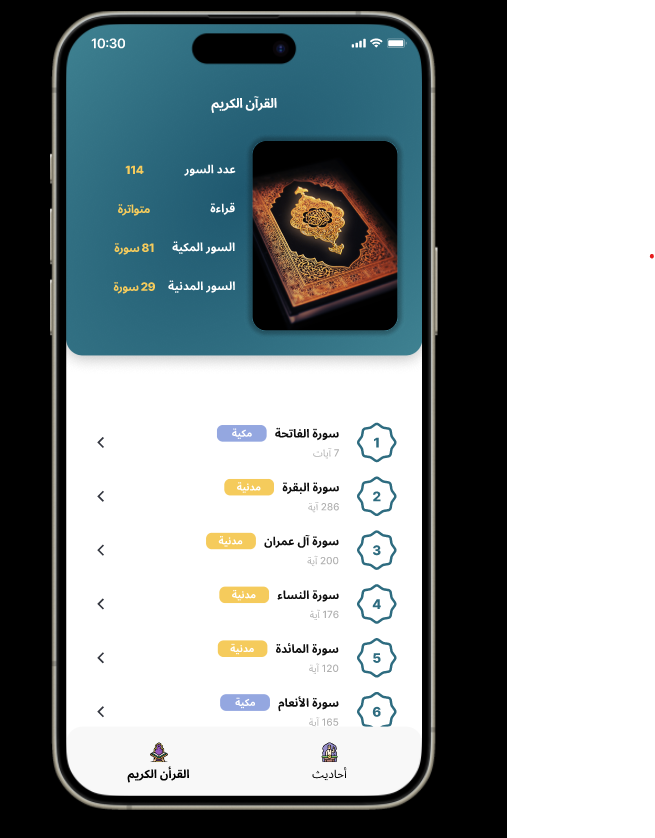 10:30
القرآن الكريم
عدد السور 114
قراءة متواترة
السور المكية 81 سورة
السور المدنية 29 سورة
1 سورة الفاتحة مكية
7 آيات
2 سورة البقرة مدنية
286 آية
3 سورة آل عمران مدنية
200 آية
4 سورة النساء مدنية
176 آية
5 سورة المائدة مدنية
120 آية
6 سورة الأنعام مكية
165 آية
أحاديث
القرأن الكريم